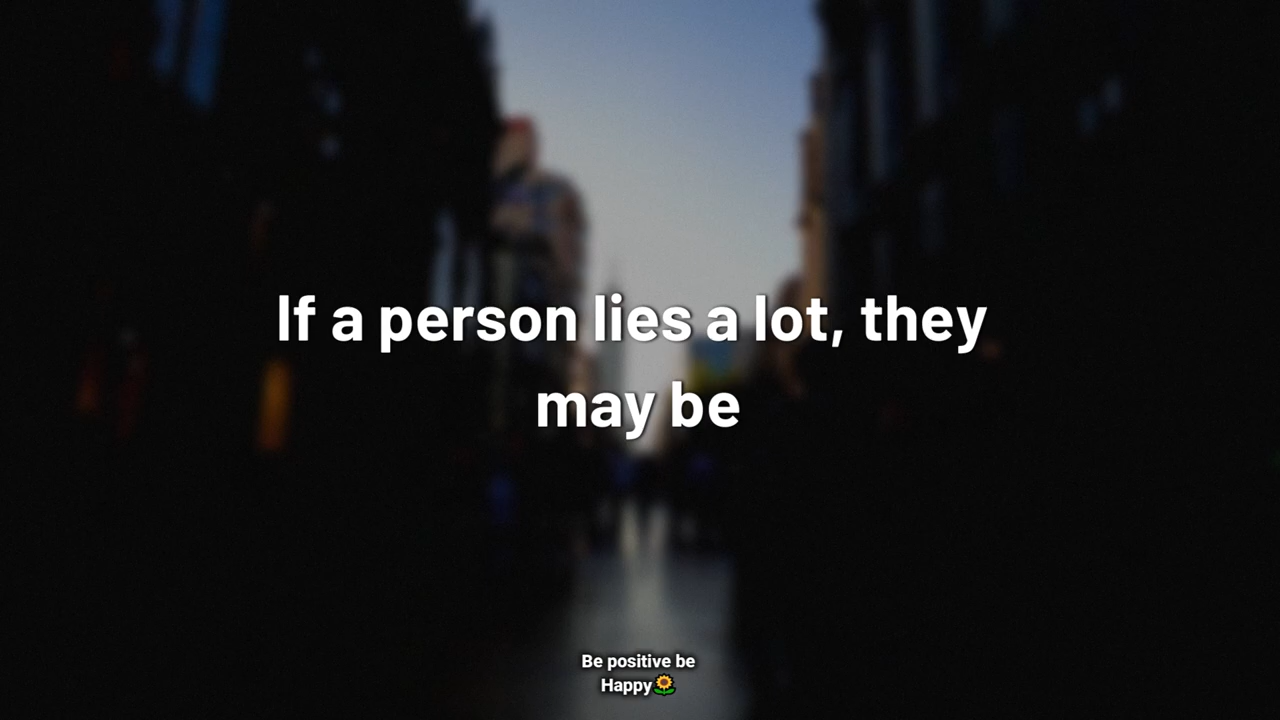 If a person lies a lot, they
may be
Be positive be
Happy🌻